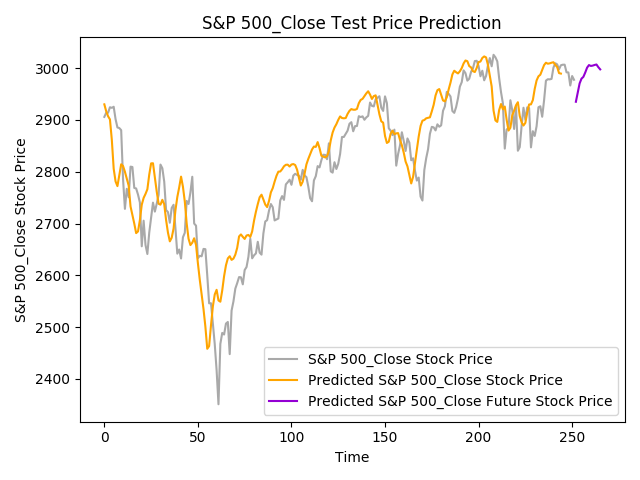 S&P 500_Close Test Price Prediction
S&P 500_Close Stock Price
3000
2900
2800
2700
2600
2500
2400
0 50 100 150 200 250
Time
S&P 500_Close Stock Price
Predicted S&P 500_Close Stock Price
Predicted S&P 500_Close Future Stock Price